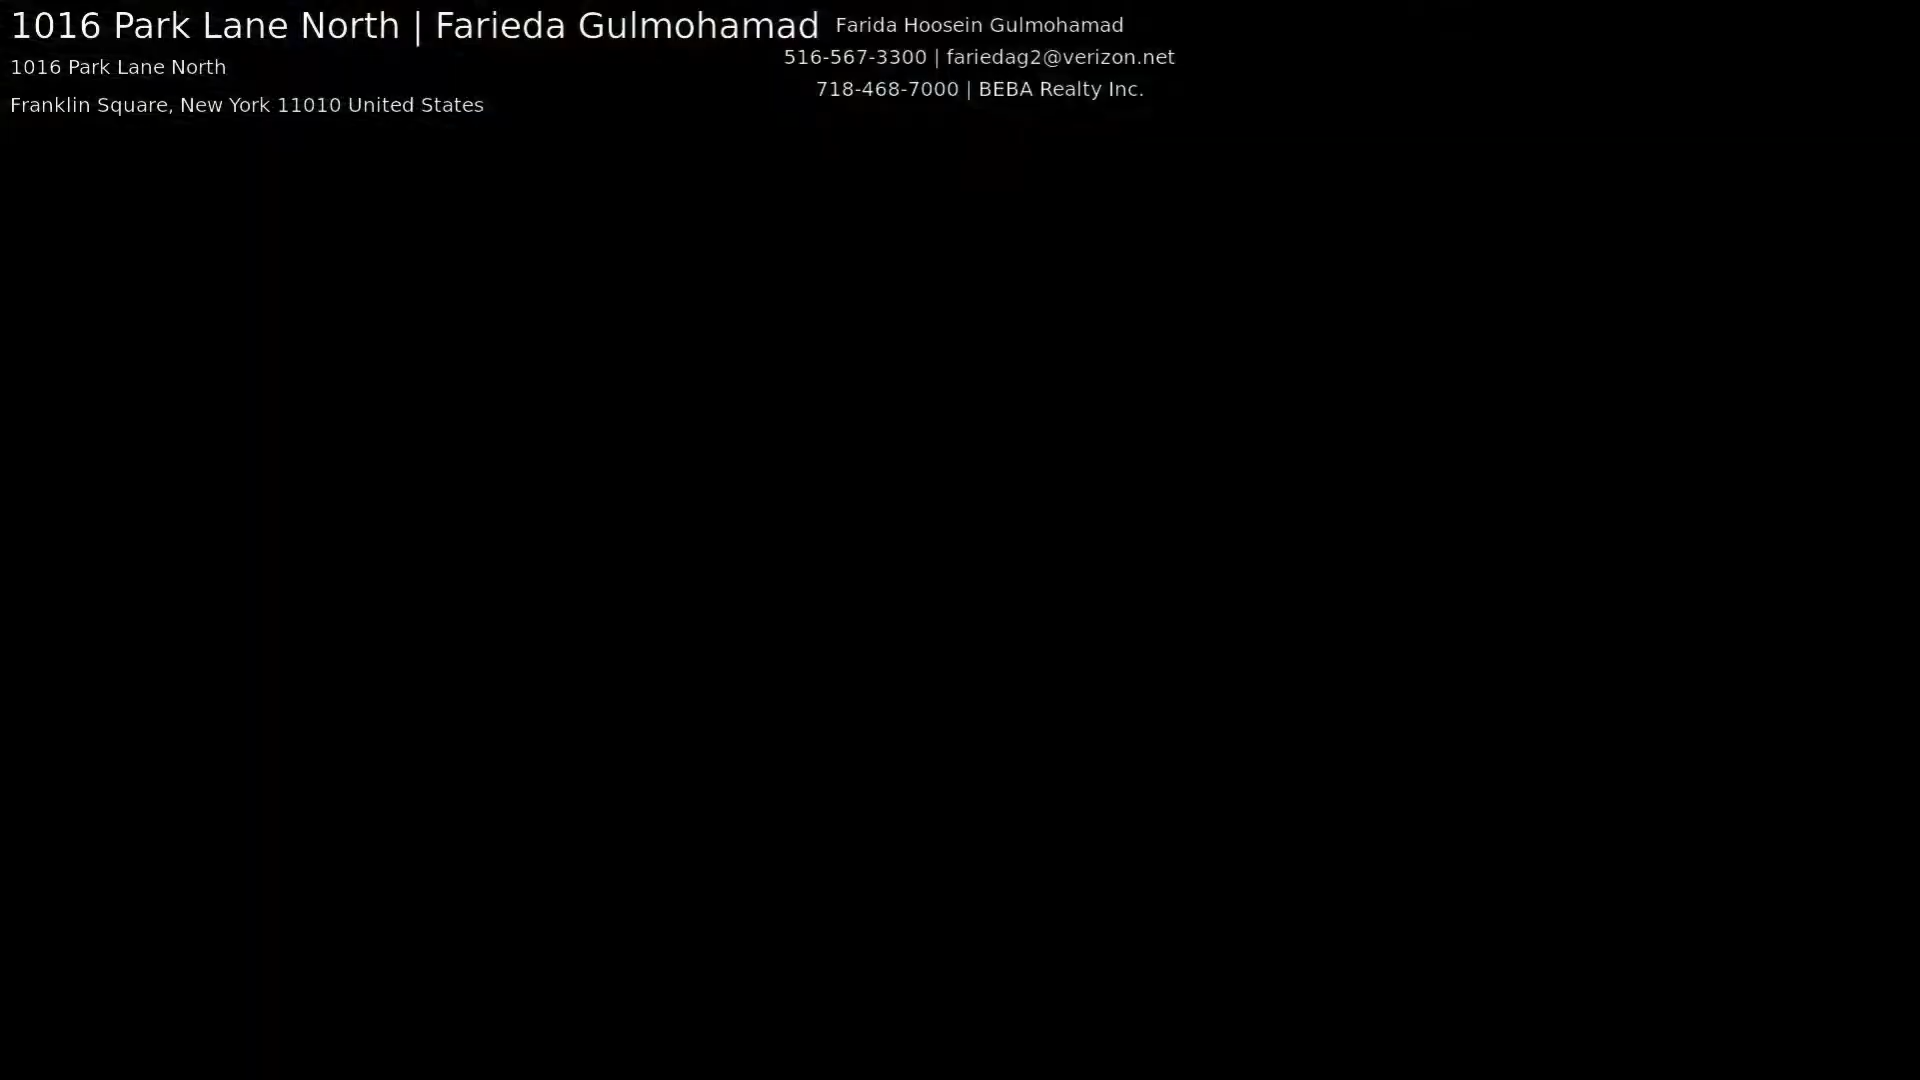 1016 Park Lane North | Farieda Gulmohamad
1016 Park Lane North
Franklin Square, New York 11010 United States
Farida Hoosein Gulmohamad
516-567-3300 | fariedag2@verizon.net
718-468-7000 | BEBA Realty Inc.